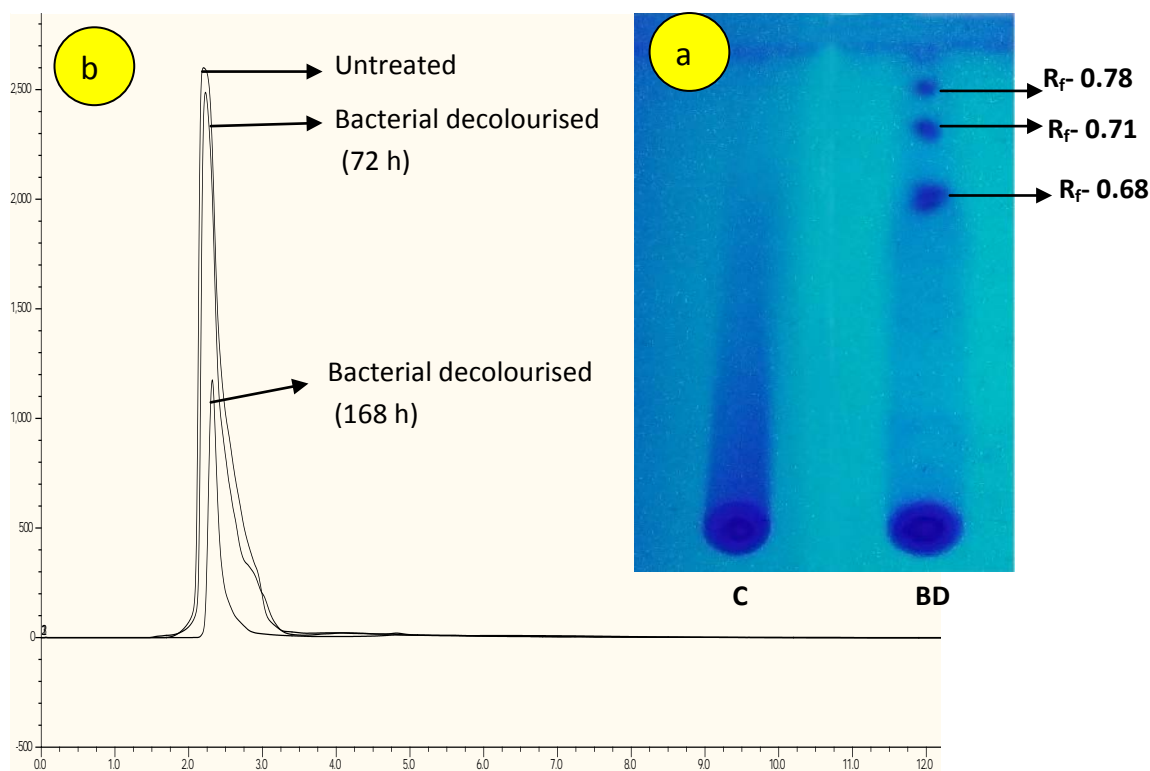 b
Untreated
Bacterial decolourised
(72 h)
Bacterial decolourised
(168 h)
2,500
2,000
1,500
1,000
500
0
-500
0.0 1.0 2.0 3.0 4.0 5.0 6.0 7.0 8.0 9.0 10.0 11.0 12.0
a
Rf- 0.78
Rf- 0.71
Rf- 0.68
C BD